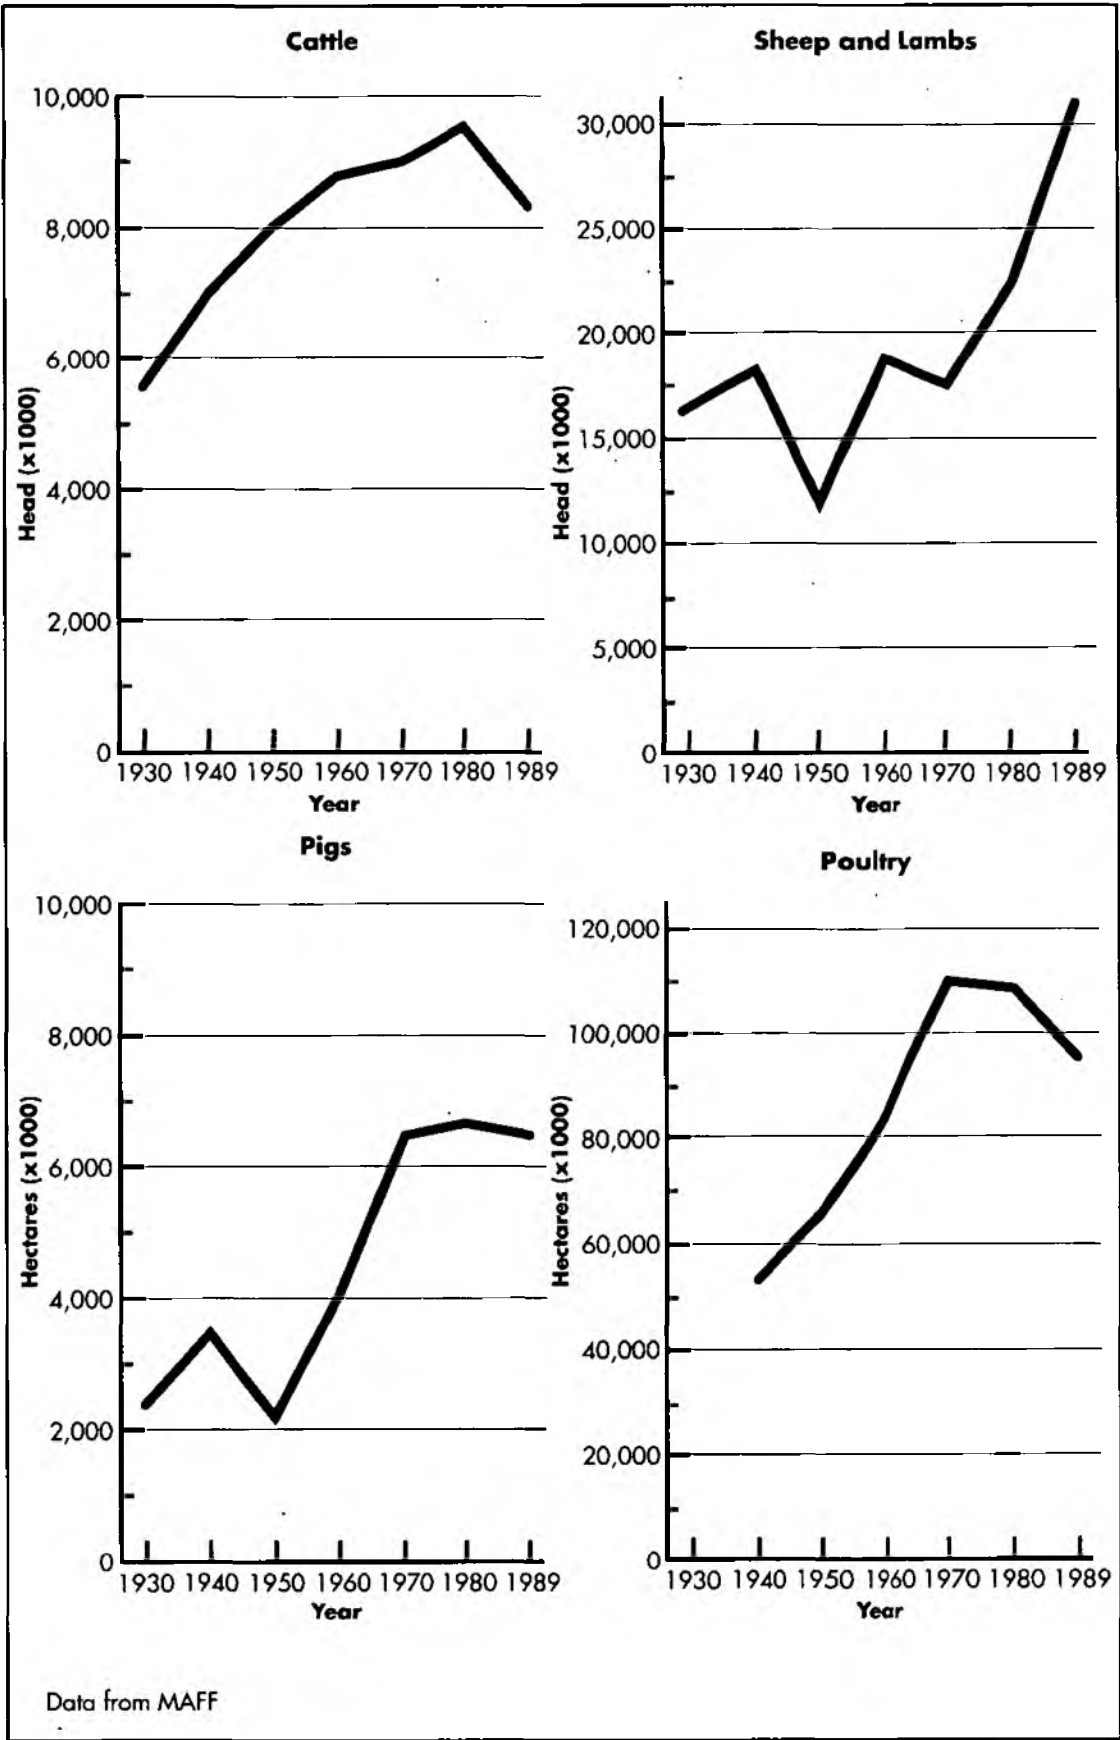 Cattle
10,000
8,000
6,000
4,000
2,000
0
Head (x1000)
1930 1940 1950 1960 1970 1980 1989
Year
Sheep and Lambs
30,000
25,000
20,000
15,000
10,000
5,000
0
Head (x1000)
1930 1940 1950 1960 1970 1980 1989
Year
Pigs
10,000
8,000
6,000
4,000
2,000
0
Hectares (x1000)
1930 1940 1950 1960 1970 1980 1989
Year
Poultry
120,000
100,000
80,000
60,000
40,000
20,000
0
Hectares (x1000)
1930 1940 1950 1960 1970 1980 1989
Year
Data from MAFF